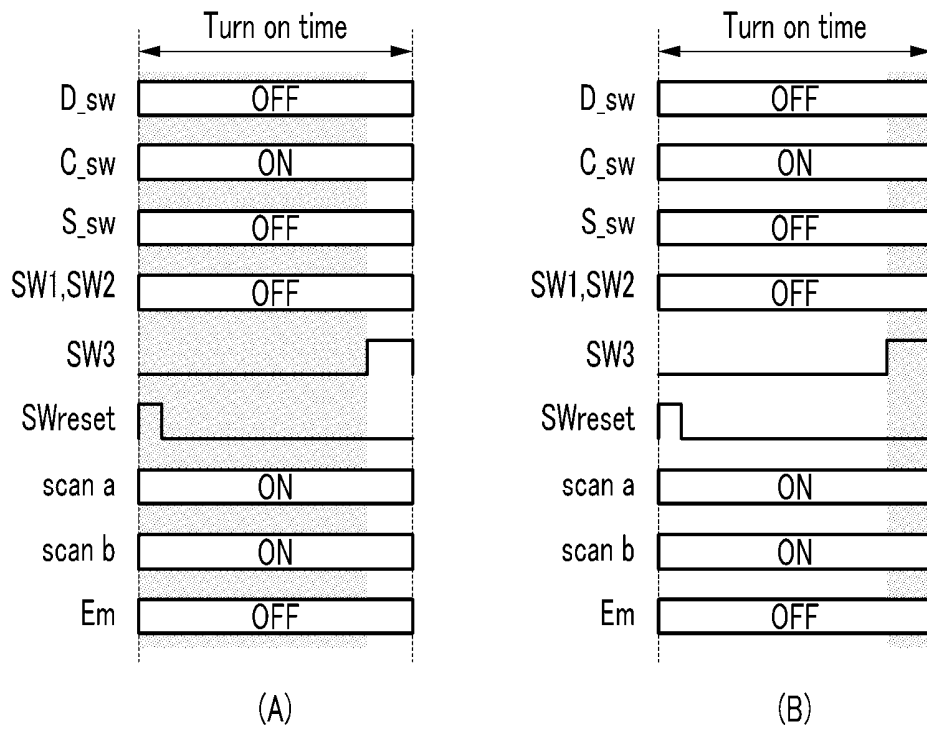 Turn on time
D_sw OFF
C_sw ON
S_sw OFF
SW1,SW2 OFF
SW3
SWreset
scan a ON
scan b ON
Em OFF
(A)
Turn on time
D_sw OFF
C_sw ON
S_sw OFF
SW1,SW2 OFF
SW3
SWreset
scan a ON
scan b ON
Em OFF
(B)